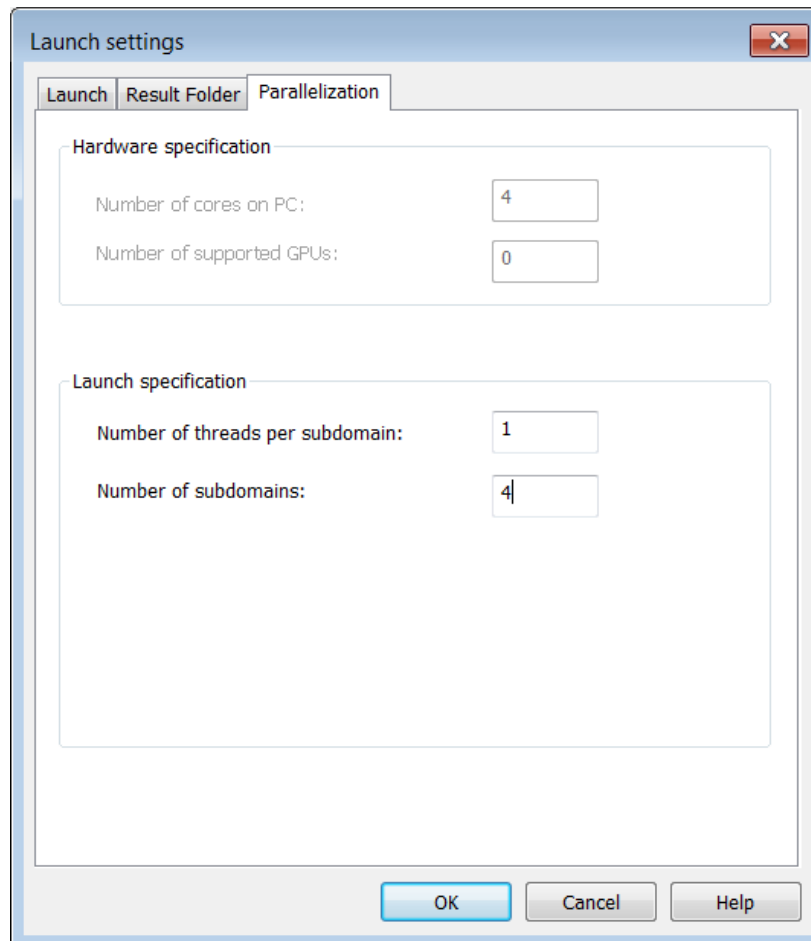 Launch settings
Launch Result Folder Parallelization
Hardware specification
Number of cores on PC: 4
Number of supported GPUs: 0
Launch specification
Number of threads per subdomain: 1
Number of subdomains: 4
OK Cancel Help